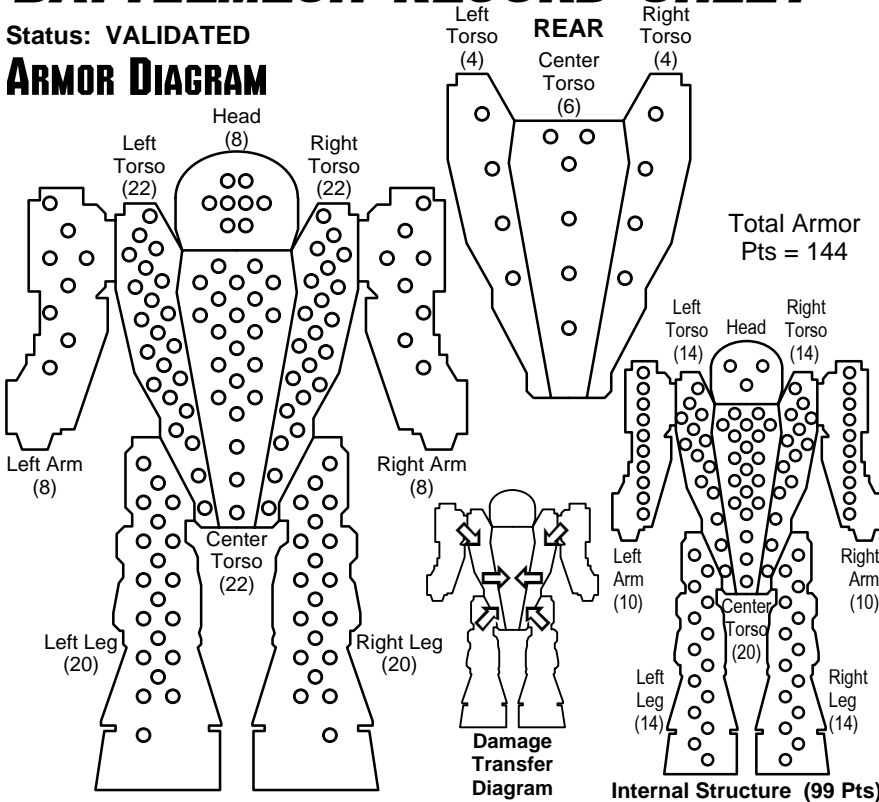 BATTLEMECH RECORD SHEET
Status: VALIDATED
ARMOR DIAGRAM
Left
Torso
(22)
Head
(8)
Right
Torso
(22)
Left Arm
(8)
Right Arm
(8)
Center
Torso
(22)
Left Leg
(20)
Right Leg
(20)
Left
Torso
(4)
REAR
Center
Torso
(6)
Right
Torso
(4)
Total Armor
Pts = 144
Damage
Transfer
Diagram
Left
Torso
(14)
Head
Right
Torso
(14)
Left
Arm
(10)
Right
Arm
(10)
Center
Torso
(20)
Left
Leg
(14)
Right
Leg
(14)
Internal Structure (99 Pts)